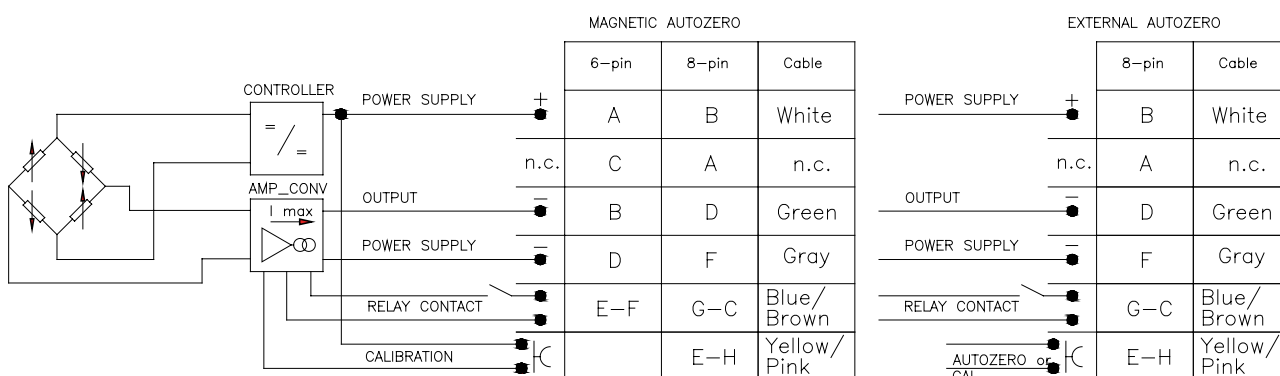 MAGNETIC AUTOZERO
EXTERNAL AUTOZERO
6-pin 8-pin Cable
8-pin Cable
CONTROLLER
= / =
POWER SUPPLY + A B White
POWER SUPPLY + B White
n.c. C A n.c.
n.c. A n.c.
AMP_CONV
I max
OUTPUT - B D Green
OUTPUT - D Green
POWER SUPPLY - D F Gray
POWER SUPPLY - F Gray
RELAY CONTACT E-F G-C Blue/
Brown
RELAY CONTACT G-C Blue/
Brown
CALIBRATION E-H Yellow/
Pink
AUTOZERO or
CAL
E-H Yellow/
Pink